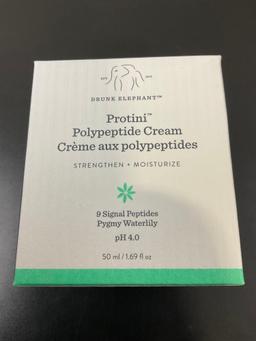 DRUNK ELEPHANT™
Protini™
Polypeptide Cream
Crème aux polypeptides
STRENGTHEN + MOISTURIZE
9 Signal Peptides
Pygmy Waterlily
pH 4.0
50 ml / 1.69 fl oz